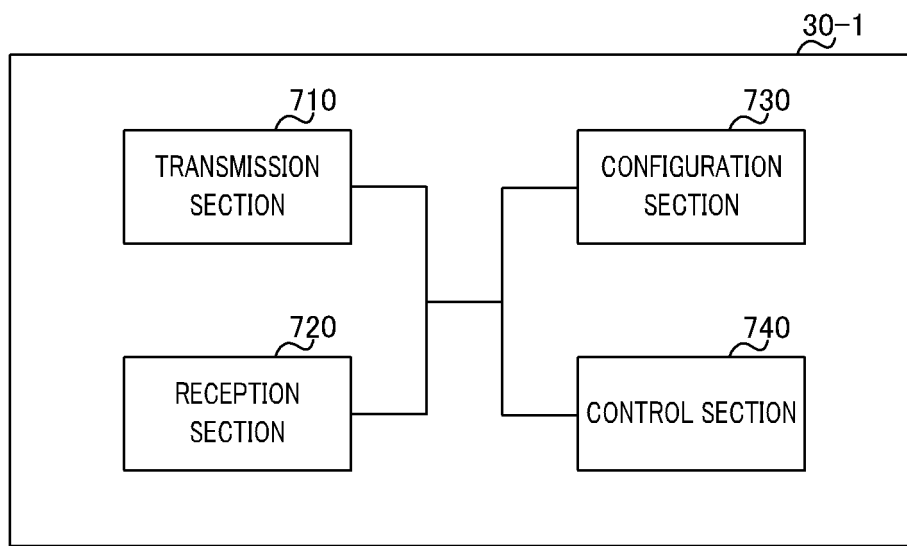 30-1
710
TRANSMISSION
SECTION
730
CONFIGURATION
SECTION
720
RECEPTION
SECTION
740
CONTROL SECTION